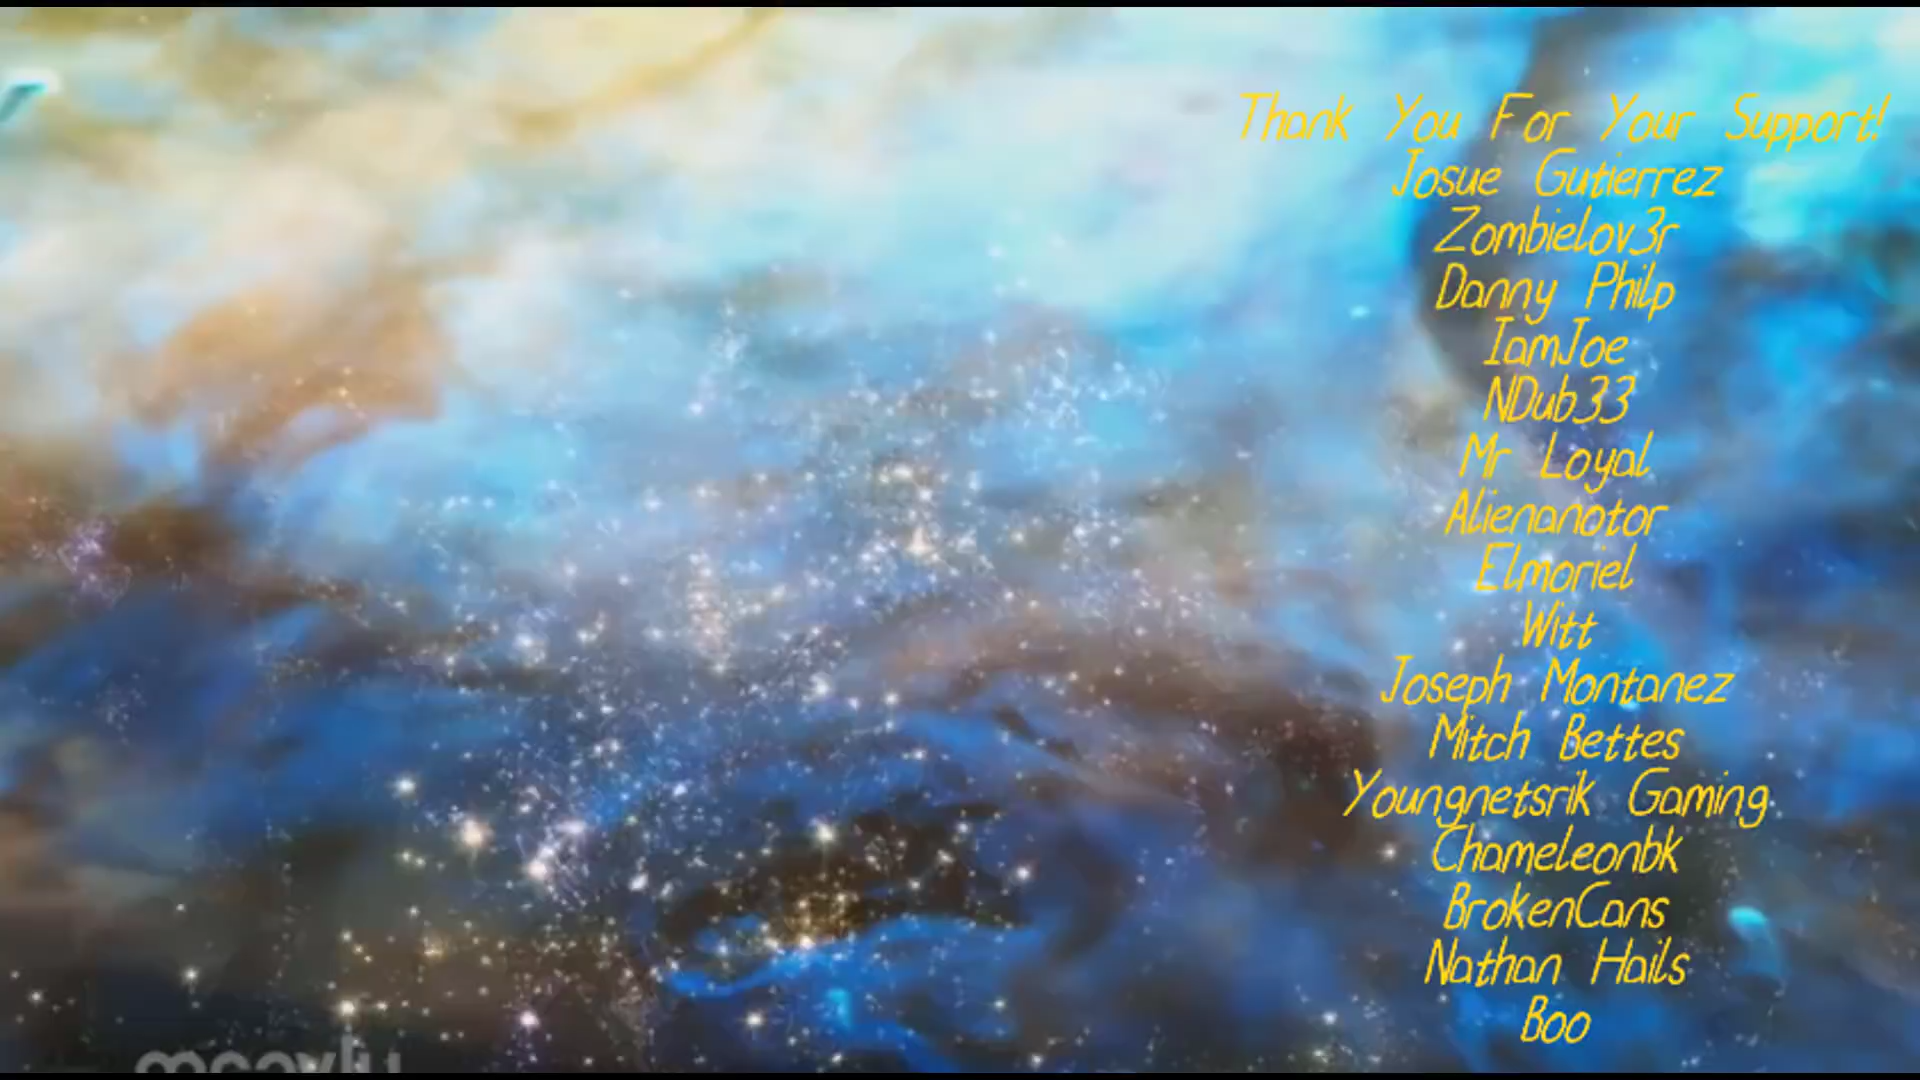 Thank You For Your Support!
Josue Gutierrez
Zombielov3r
Danny Philp
IamJoe
NDub33
Mr Loyal
Alienanotor
Elmoriel
Witt
Joseph Montanez
Mitch Bettes
Youngnetsrik Gaming
Chameleonbk
BrokenCans
Nathan Hails
Boo